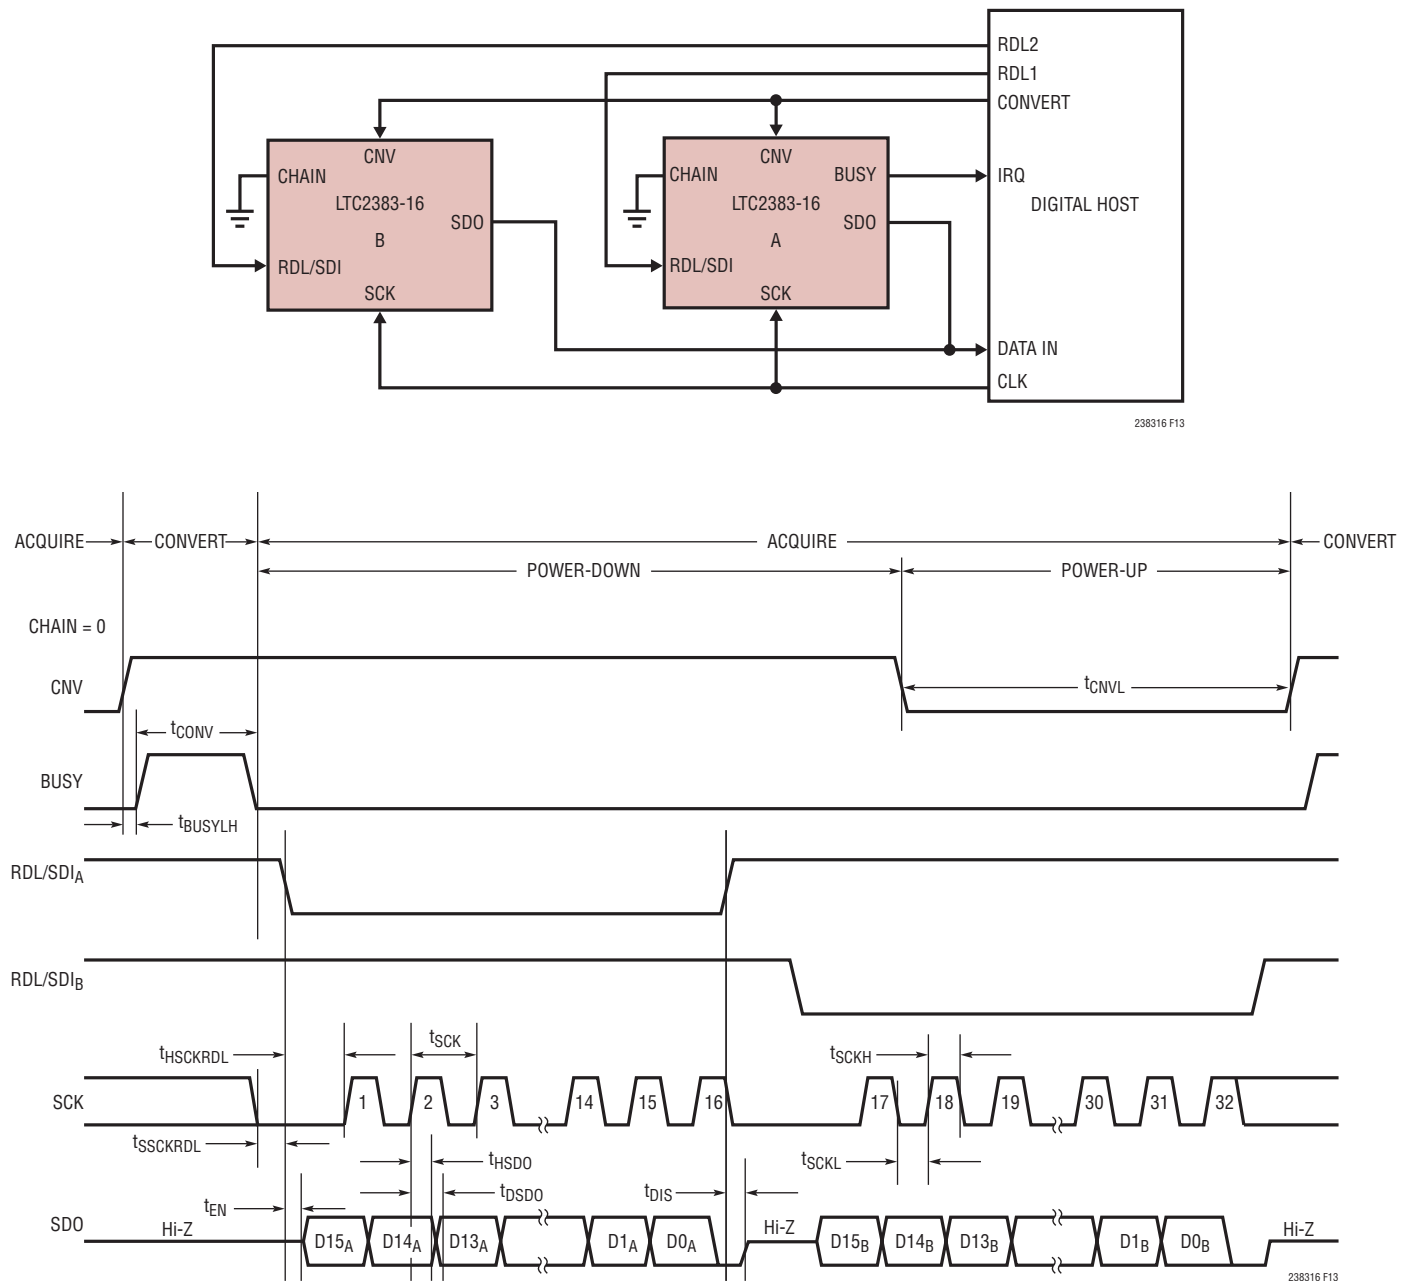 RDL2
RDL1
CONVERT
IRQ
DIGITAL HOST
DATA IN
CLK
CNV
CHAIN
LTC2383-16
SDO
B
RDL/SDI
SCK
CNV
CHAIN
BUSY
LTC2383-16
SDO
A
RDL/SDI
SCK
238316 F13
ACQUIRE
CONVERT
ACQUIRE
CONVERT
POWER-DOWN
POWER-UP
CHAIN = 0
CNV
tCNVL
tCONV
BUSY
tBUSYLH
RDL/SDIA
RDL/SDIB
tHSCKRDL
tSCK
tSCKH
SCK
1 2 3 14 15 16 17 18 19 30 31 32
tSSCKRDL
tHSDO
tSCKL
tEN
tDSDO
tDIS
SDO
Hi-Z
D15A D14A D13A D1A D0A
Hi-Z
D15B D14B D13B D1B D0B
Hi-Z
238316 F13